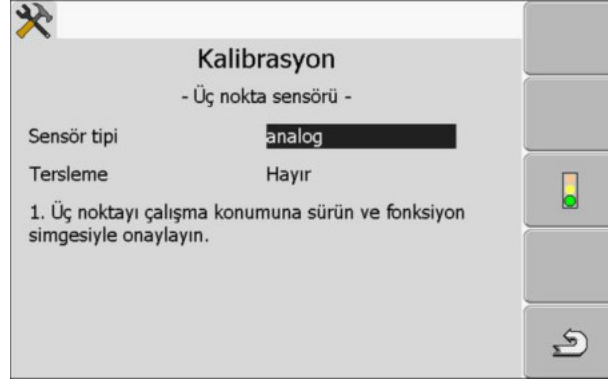 Kalibrasyon
- Üç nokta sensörü -
Sensör tipi analog
Tersleme Hayır
1. Üç noktayı çalışma konumuna sürün ve fonksiyon
simgesiyle onaylayın.